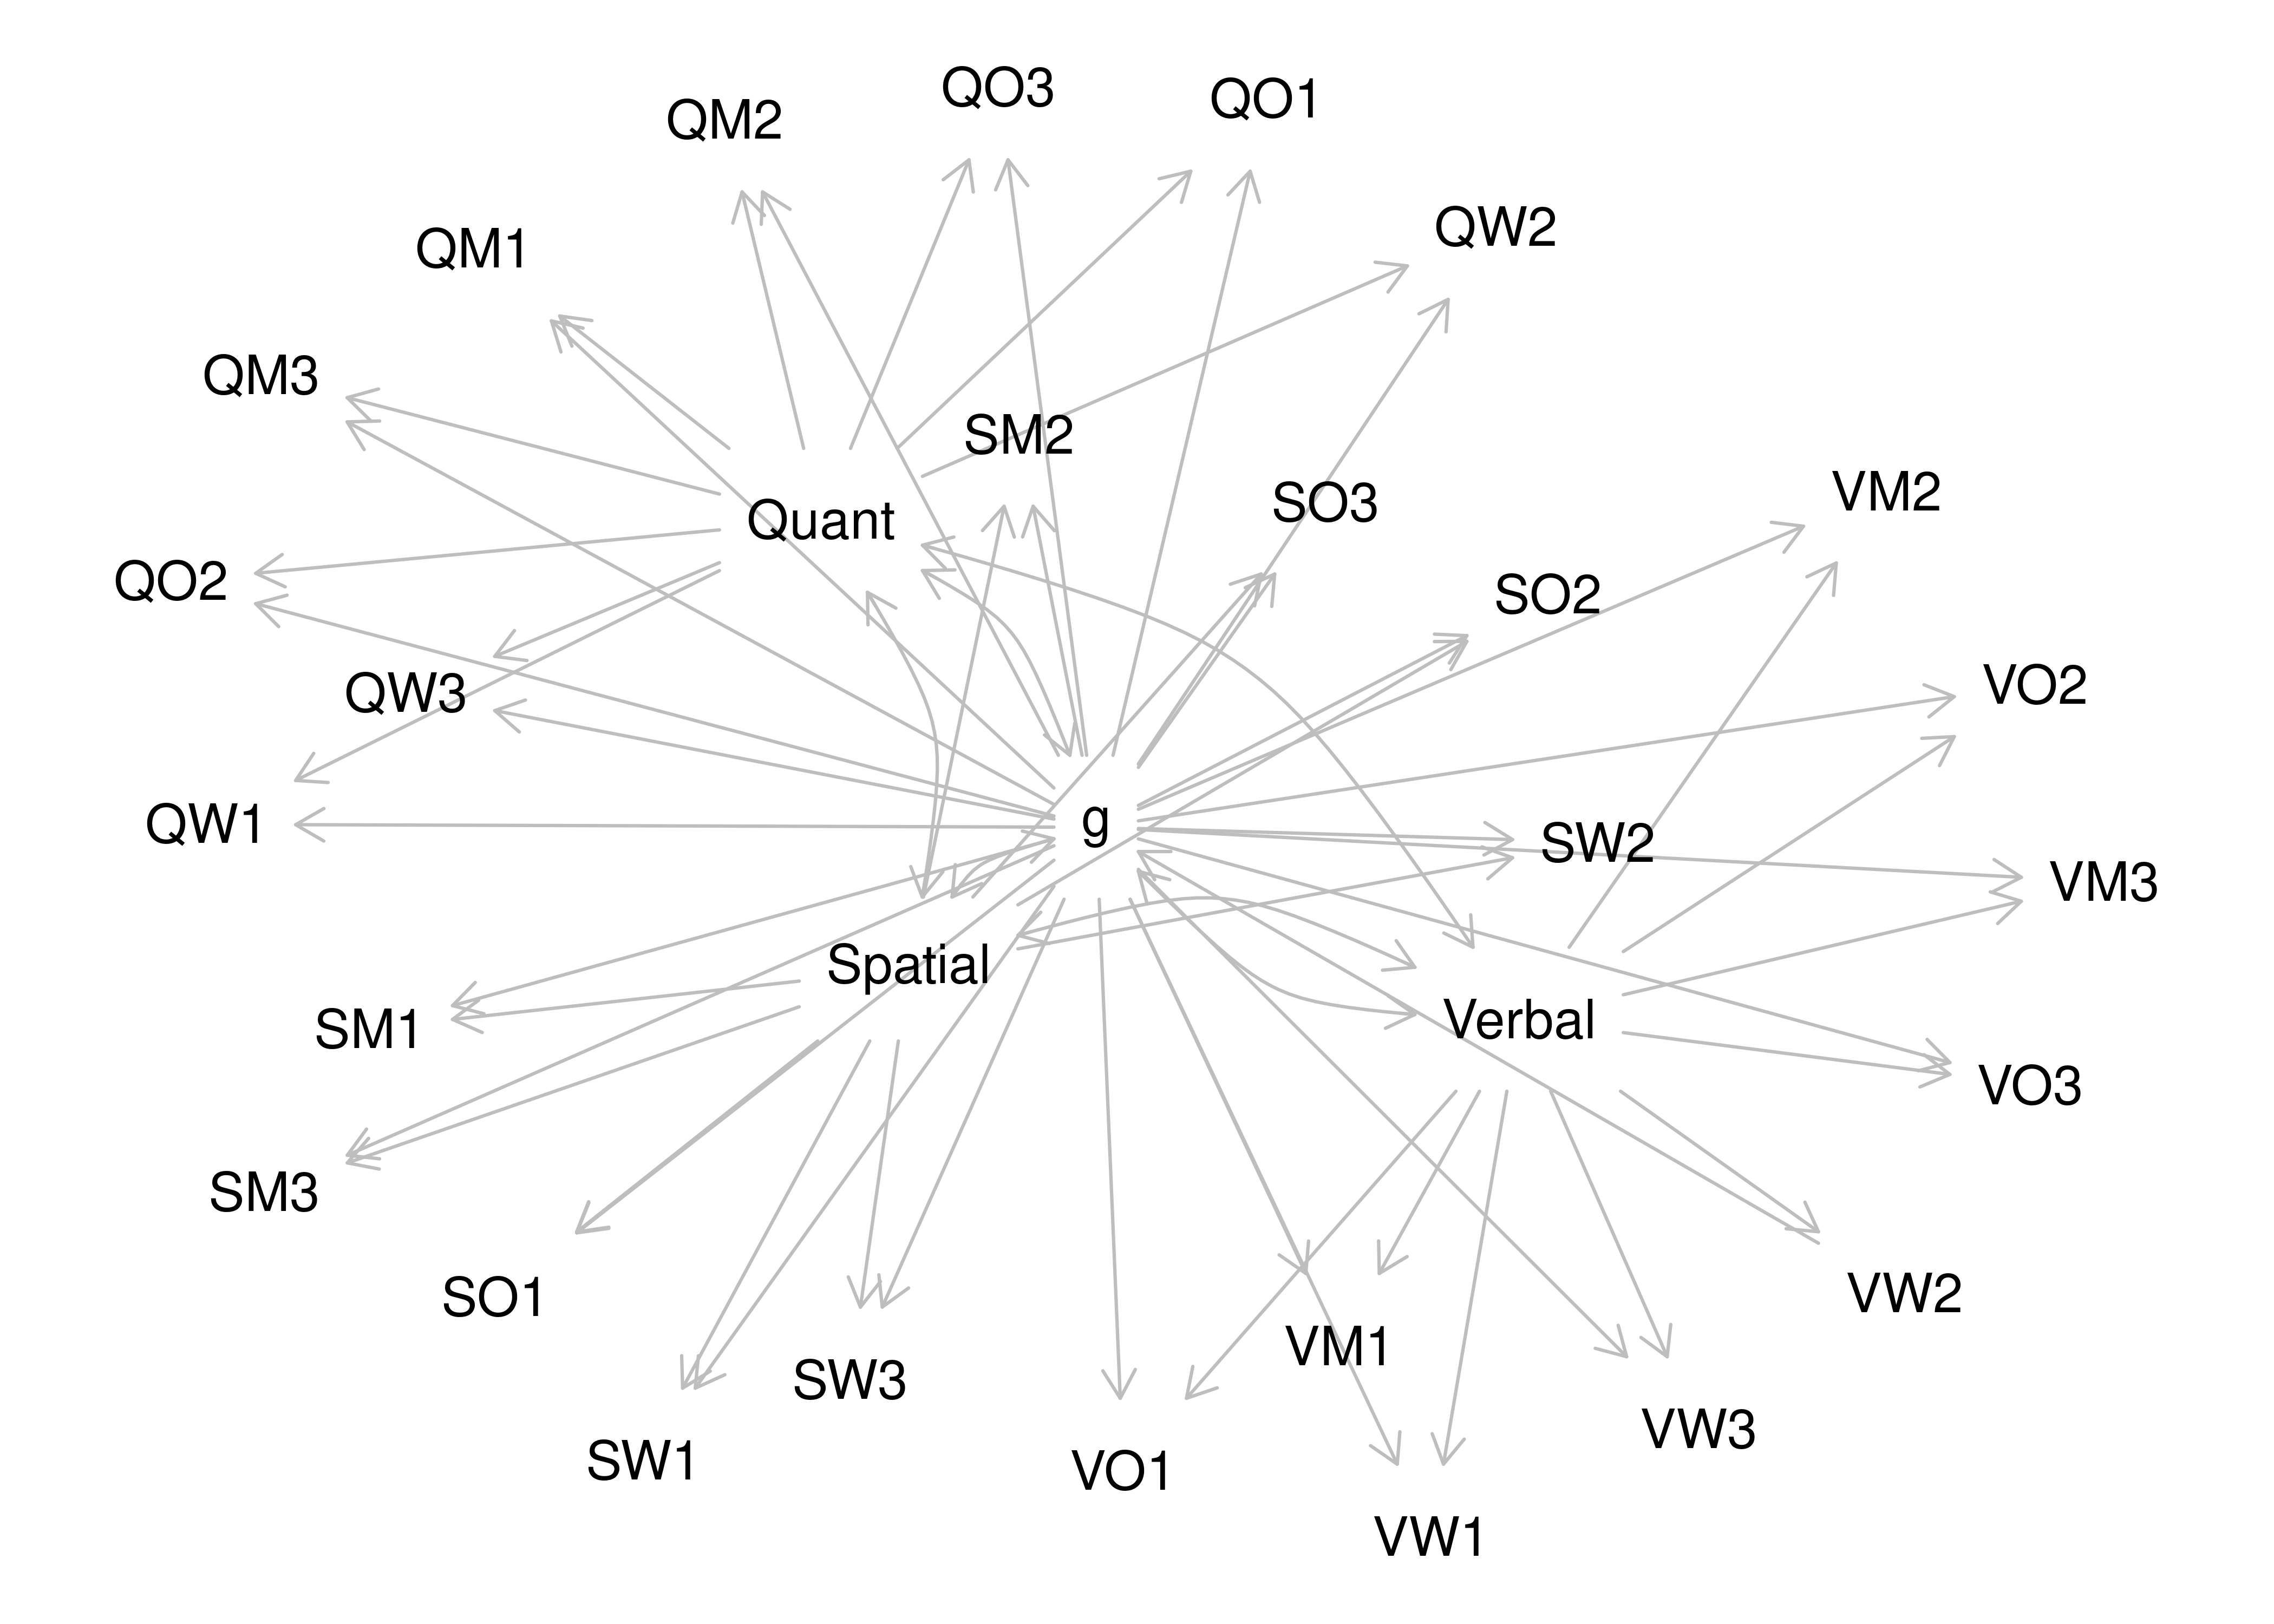 QO3
QO1
QM2
QW2
QM1
QM3
SM2
VM2
SO3
Quant
QO2
SO2
VO2
QW3
g
QW1
SW2
VM3
Spatial
Verbal
SM1
VO3
SM3
VW2
SO1
VM1
SW3
VW3
SW1
VO1
VW1